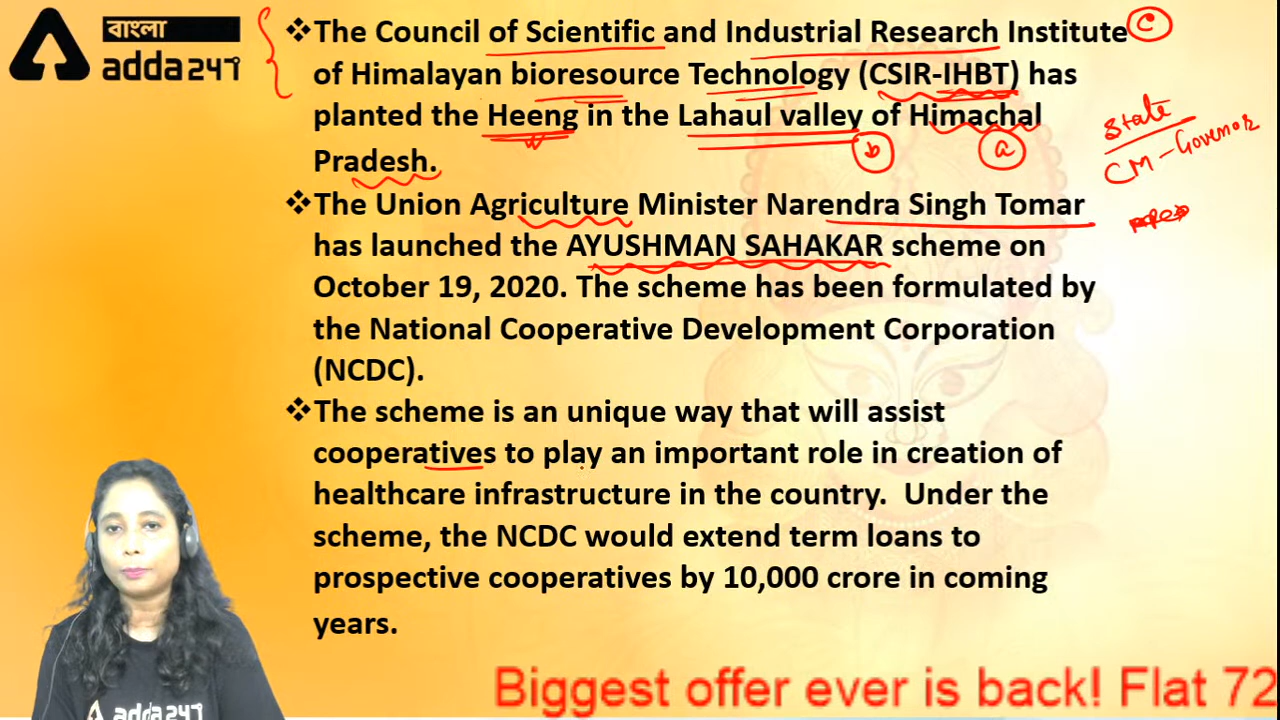 বাংলা
adda247
❖The Council of Scientific and Industrial Research Institute
of Himalayan bioresource Technology (CSIR-IHBT) has
planted the Heeng in the Lahaul valley of Himachal
Pradesh.
❖The Union Agriculture Minister Narendra Singh Tomar
has launched the AYUSHMAN SAHAKAR scheme on
October 19, 2020. The scheme has been formulated by
the National Cooperative Development Corporation
(NCDC).
❖The scheme is an unique way that will assist
cooperatives to play an important role in creation of
healthcare infrastructure in the country. Under the
scheme, the NCDC would extend term loans to
prospective cooperatives by 10,000 crore in coming
years.
C
b
a
State
CM - Governor
adda247
Biggest offer ever is back! Flat 72